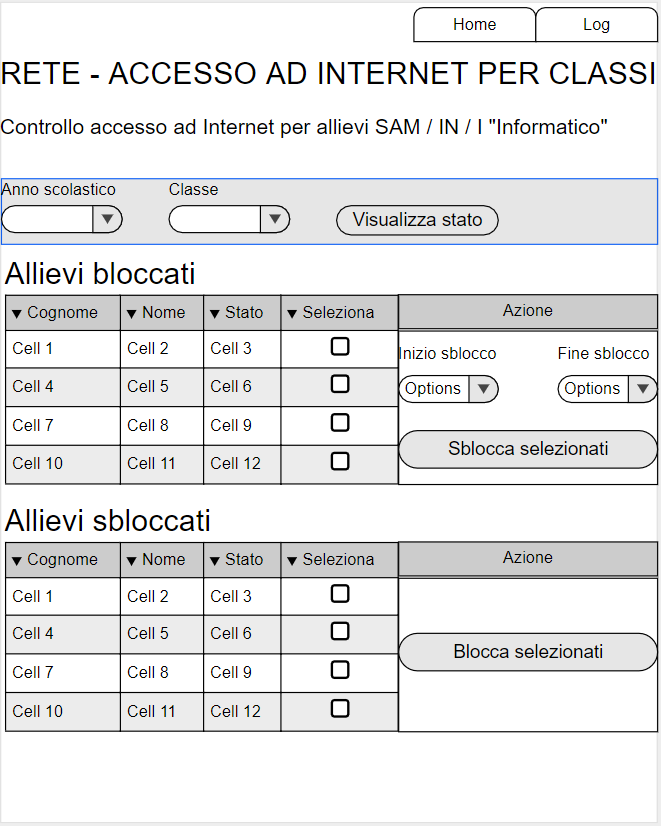 Home Log
RETE - ACCESSO AD INTERNET PER CLASSI
Controllo accesso ad Internet per allievi SAM / IN / I "Informatico"
Anno scolastico Classe
Visualizza stato
Allievi bloccati
Cognome Nome Stato Seleziona Azione
Cell 1 Cell 2 Cell 3
Inizio sblocco Fine sblocco
Cell 4 Cell 5 Cell 6
Options Options
Cell 7 Cell 8 Cell 9
Sblocca selezionati
Cell 10 Cell 11 Cell 12
Allievi sbloccati
Cognome Nome Stato Seleziona Azione
Cell 1 Cell 2 Cell 3
Cell 4 Cell 5 Cell 6
Blocca selezionati
Cell 7 Cell 8 Cell 9
Cell 10 Cell 11 Cell 12